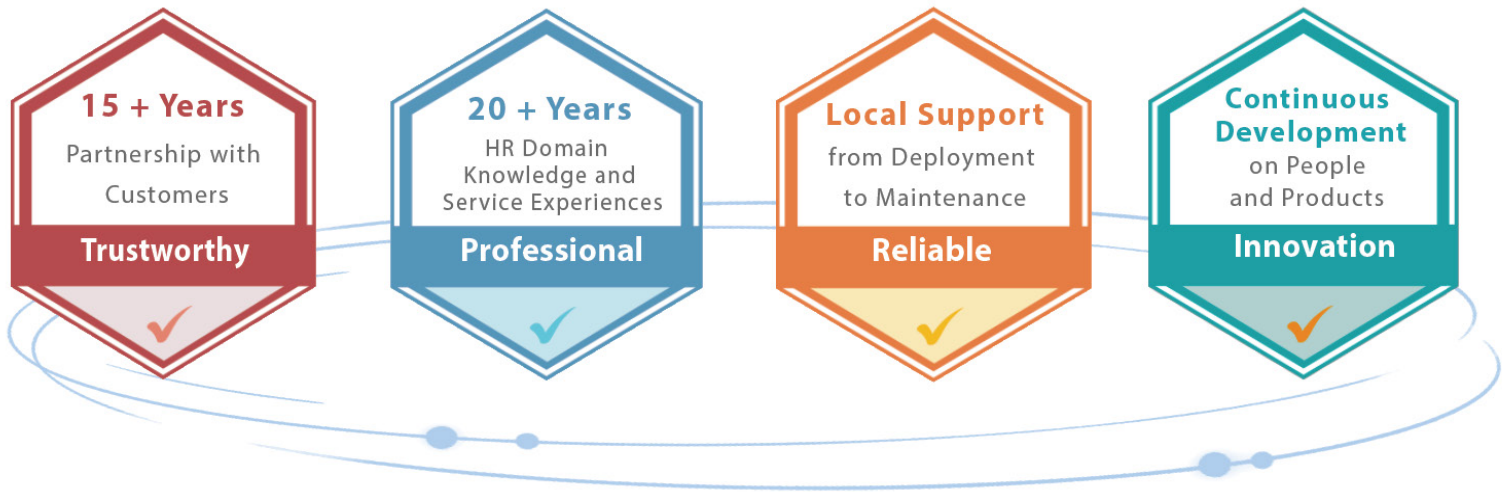 15 + Years
Partnership with
Customers
Trustworthy
20 + Years
HR Domain
Knowledge and
Service Experiences
Professional
Local Support
from Deployment
to Maintenance
Reliable
Continuous
Development
on People
and Products
Innovation